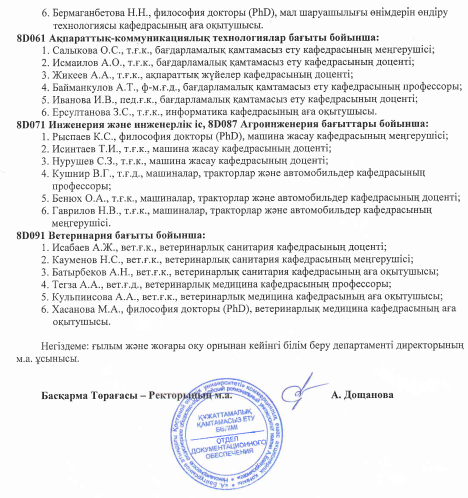 6. Бермаганбетова Н.Н., философия докторы (PhD), мал шаруашылығы өнімдерін өндіру
технологиясы кафедрасының аға оқытушысы.
8D061 Ақпараттық-коммуникациялық технологиялар бағыты бойынша:
1. Салыкова О.С., т.ғ.к., бағдарламалық қамтамасыз ету кафедрасының меңгерушісі;
2. Исмаилов А.О., т.ғ.к., бағдарламалық қамтамасыз ету кафедрасының доценті;
3. Жикеев А.А., т.ғ.к., ақпараттық жүйелер кафедрасының доценті;
4. Байманкулов А.Т., ф-м.ғ.д., бағдарламалық қамтамасыз ету кафедрасының профессоры;
5. Иванова И.В., пед.ғ.к., бағдарламалық қамтамасыз ету кафедрасының доценті;
6. Ерсултанова З.С., т.ғ.к., информатика кафедрасының аға оқытушысы.
8D071 Инженерия және инженерлік іс, 8D087 Агроинженерия бағыттары бойынша:
1. Рыспаев К.С., философия докторы (PhD), машина жасау кафедрасының меңгерушісі;
2. Исинтаев Т.И., т.ғ.к., машина жасау кафедрасының доценті;
3. Нурушев С.З., т.ғ.к., машина жасау кафедрасының доценті;
4. Кушнир В.Г., т.ғ.д., машиналар, тракторлар және автомобильдер кафедрасының
профессоры;
5. Бенюх О.А., т.ғ.к., машиналар, тракторлар және автомобильдер кафедрасының доценті;
6. Гаврилов Н.В., т.ғ.к., машиналар, тракторлар және автомобильдер кафедрасының
меңгерушісі.
8D091 Ветеринария бағыты бойынша:
1. Исабаев А.Ж., вет.ғ.к., ветеринарлық санитария кафедрасының доценті;
2. Кауменов Н.С., вет.ғ.к., ветеринарлық санитария кафедрасының меңгерушісі;
3. Батырбеков А.Н., вет.ғ.к., ветеринарлық санитария кафедрасының аға оқытушысы;
4. Тегза А.А., вет.ғ.д., ветеринарлық медицина кафедрасының профессоры;
5. Кульпиисова А.А., вет.ғ.к., ветеринарлық медицина кафедрасының аға оқытушысы;
6. Хасанова М.А., философия докторы (PhD), ветеринарлық медицина кафедрасының аға
оқытушысы.
Негіздеме: ғылым және жоғары оқу орнынан кейінгі білім беру департаменті директорының
м.а. ұсынысы.
Басқарма Төрағасы – Ректорының м.а. А. Дощанова
ҚҰЖАТТАМАЛЫҚ
ҚАМТАМАСЫЗ ЕТУ
БӨЛІМІ
ОТДЕЛ
ДОКУМЕНТАЦИОННОГО
ОБЕСПЕЧЕНИЯ